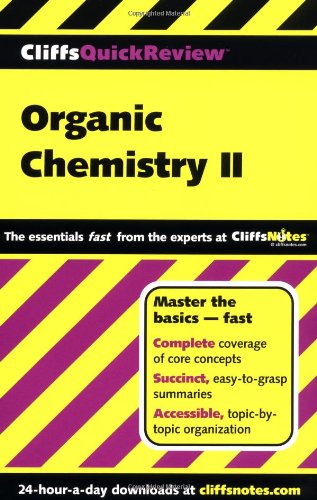 CliffsQuickReview™
Organic
Chemistry II
The essentials fast from the experts at CliffsNotes™
© cliffsnotes.com
Master the
basics — fast
Complete coverage
of core concepts
Succinct, easy-to-grasp
summaries
Accessible, topic-by-
topic organization
24-hour-a-day downloads at cliffsnotes.com